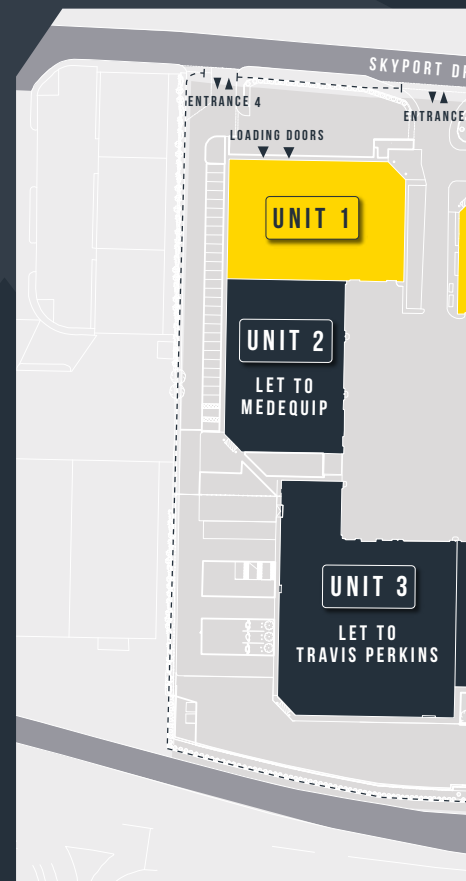 SKYPORT
ENTRANCE 4
ENTRANCE
LOADING DOORS
UNIT 1
UNIT 2
LET TO
MEDEQUIP
UNIT 3
LET TO
TRAVIS PERKINS